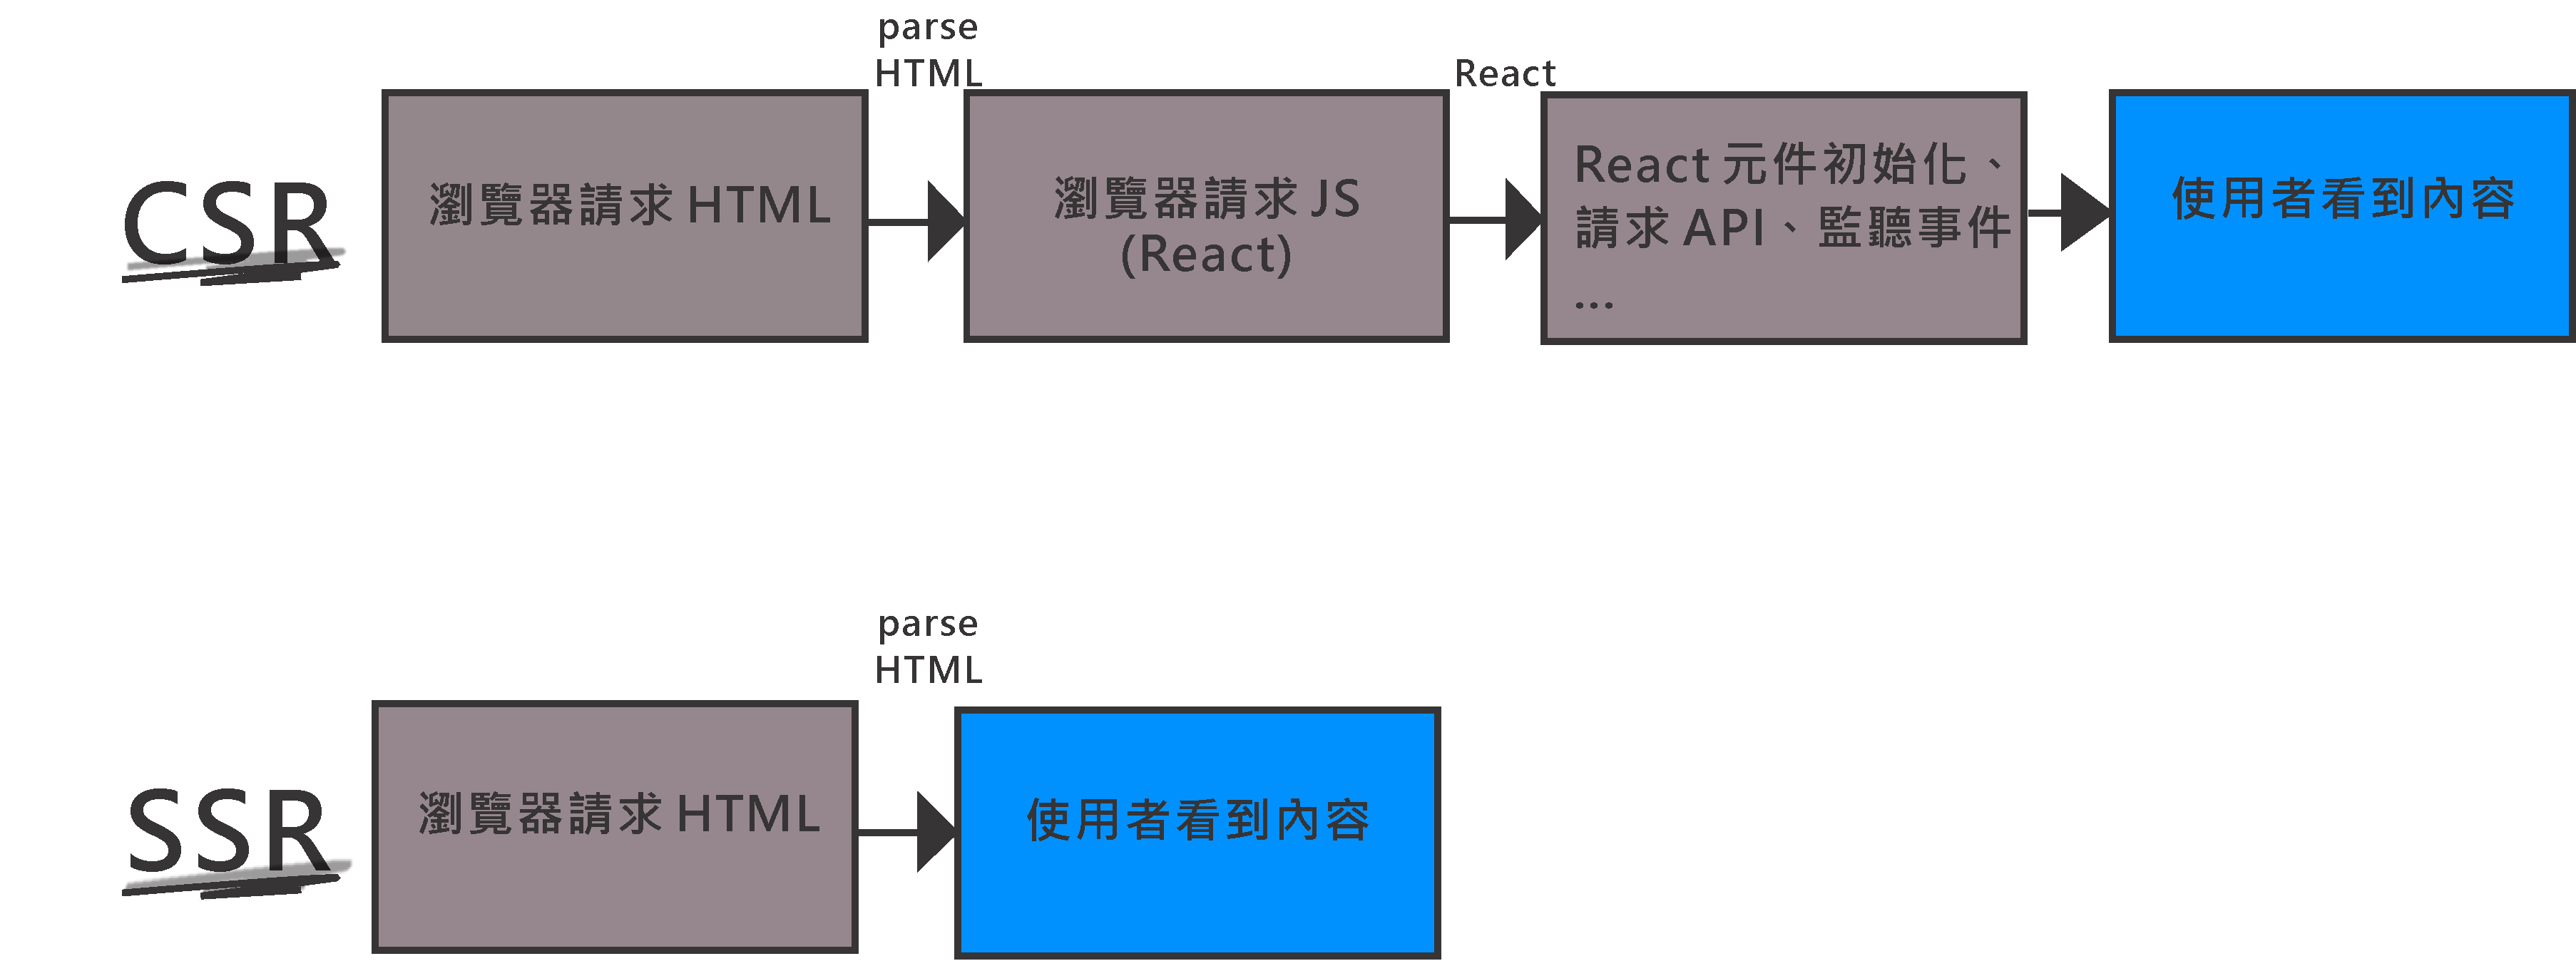 parse
HTML
React
CSR
瀏覽器請求 HTML
瀏覽器請求 JS
(React)
React 元件初始化、
請求 API、監聽事件
...
使用者看到內容
parse
HTML
SSR
瀏覽器請求 HTML
使用者看到內容